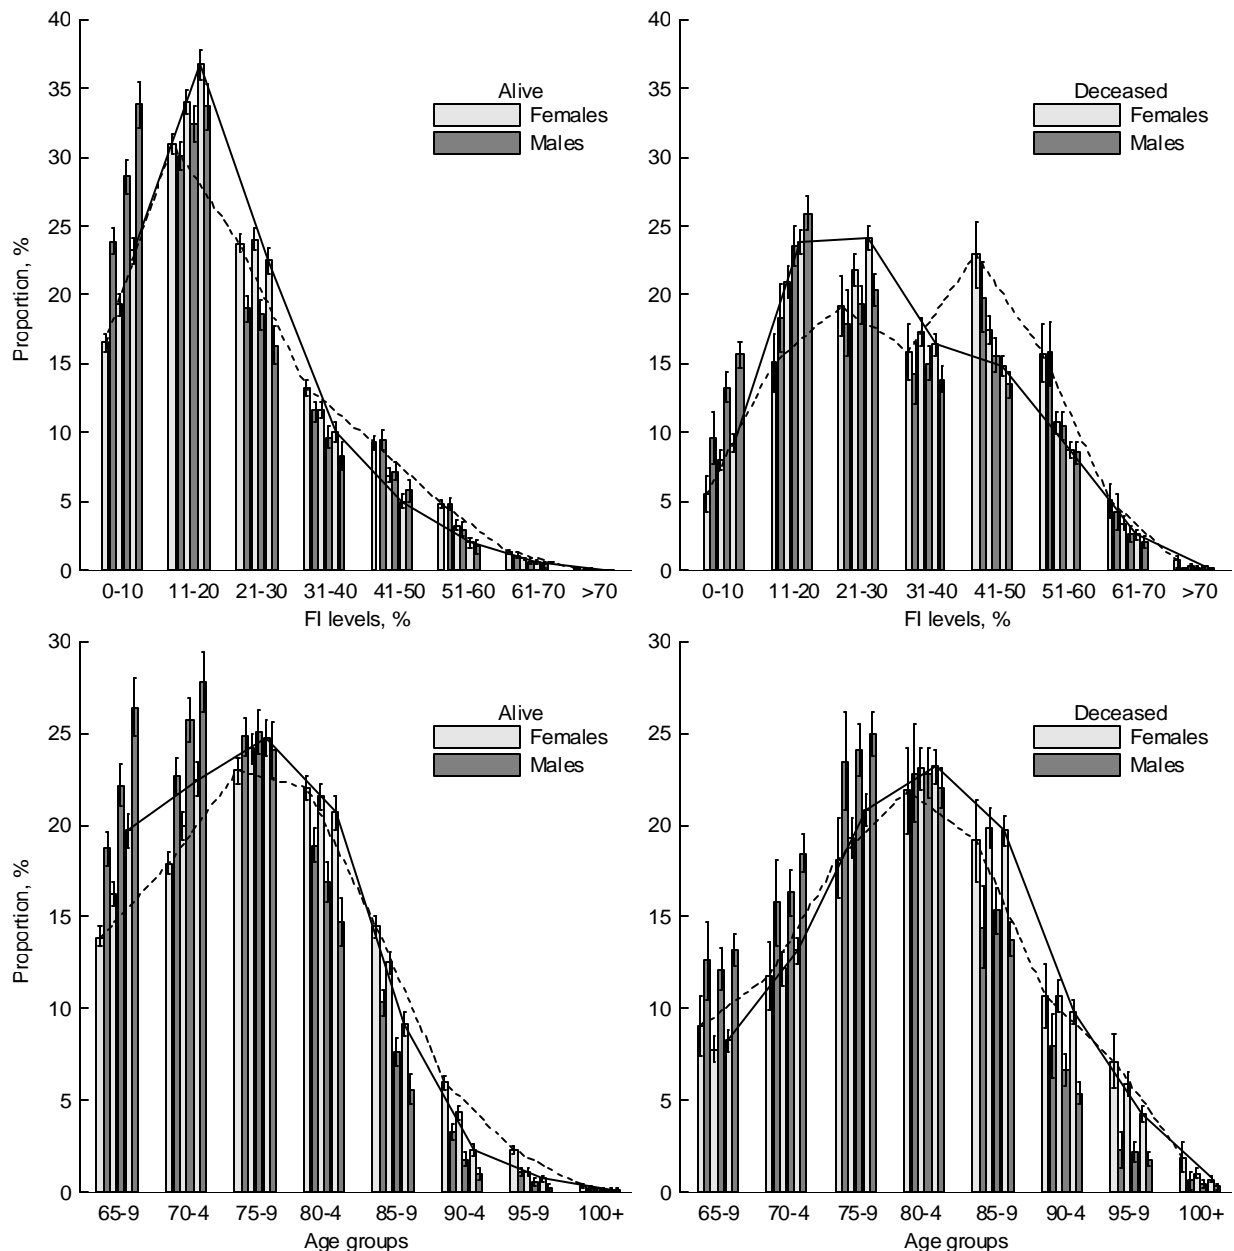 40
35
30
25
20
15
10
5
0
Proportion, %
Alive
Females
Males
0-10 11-20 21-30 31-40 41-50 51-60 61-70 >70
FI levels, %
40
35
30
25
20
15
10
5
0
Deceased
Females
Males
0-10 11-20 21-30 31-40 41-50 51-60 61-70 >70
FI levels, %
30
25
20
15
10
5
0
Proportion, %
Alive
Females
Males
65-9 70-4 75-9 80-4 85-9 90-4 95-9 100+
Age groups
30
25
20
15
10
5
0
Deceased
Females
Males
65-9 70-4 75-9 80-4 85-9 90-4 95-9 100+
Age groups